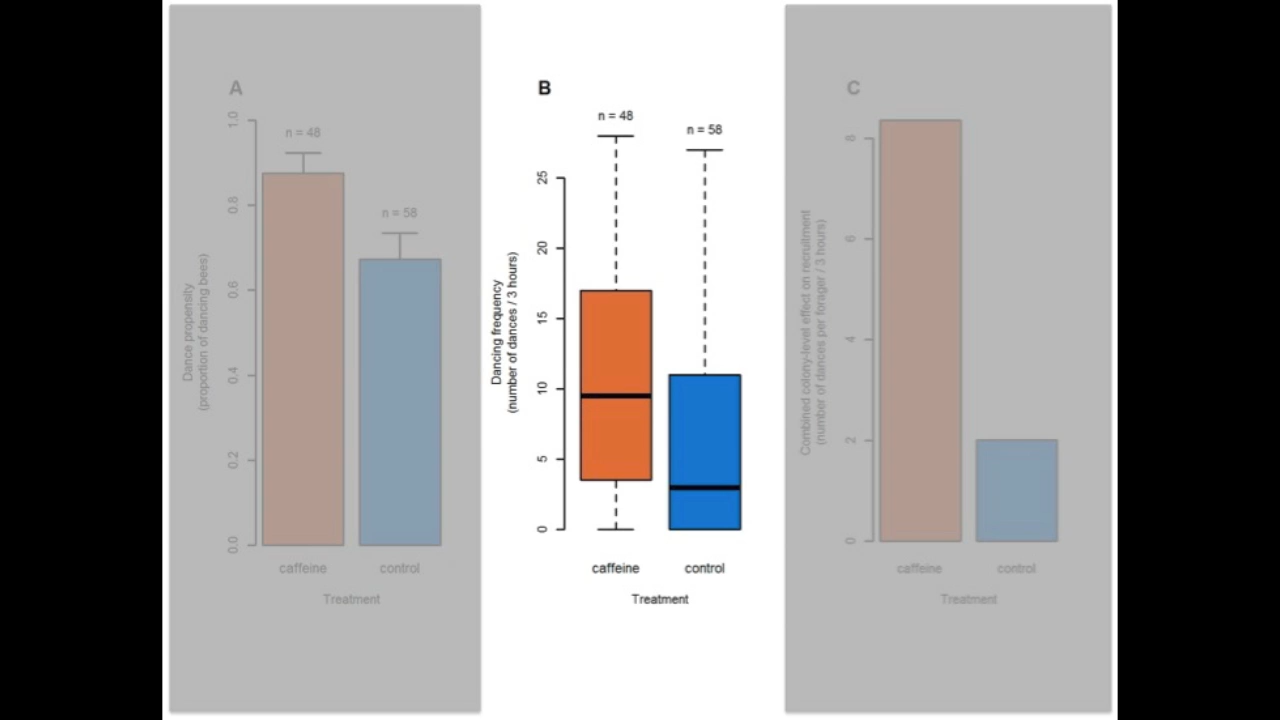 A
n = 48
n = 58
1.0
0.8
0.6
0.4
0.2
0.0
Dance propensity
(proportion of dancing bees)
caffeine
control
Treatment
B
n = 48
n = 58
25
20
15
10
5
0
Dancing frequency
(number of dances / 3 hours)
caffeine
control
Treatment
C
8
6
4
2
0
Combined colony-level effect on recruitment
(number of dances per forager / 3 hours)
caffeine
control
Treatment